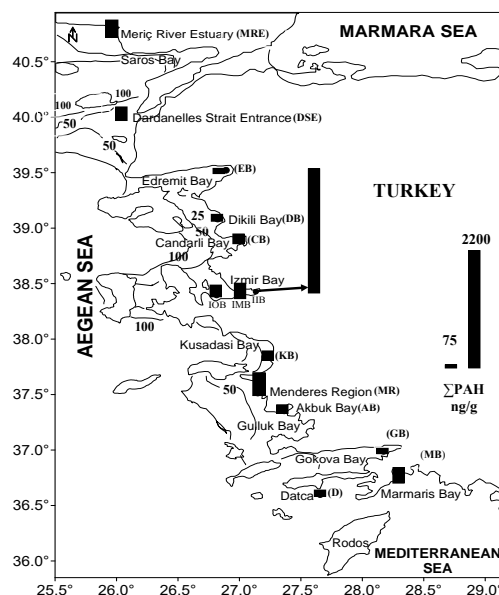 MARMARA SEA
N
Meriç River Estuary (MRE)
Saros Bay
40.5°
100
100
50
40.0°
Dardanelles Strait Entrance(DSE)
50
39.5°
(EB)
Edremit Bay
TURKEY
39.0°
25
Dikili Bay(DB)
50
Candarli Bay
(CB)
100
2200
38.5°
Izmir Bay
IOB
IMB
IIB
AEGEAN SEA
100
38.0°
Kusadasi Bay
(KB)
75
∑PAH
ng/g
37.5°
50
Menderes Region(MR)
Akbuk Bay(AB)
Gulluk Bay
(GB)
37.0°
Gokova Bay
(MB)
36.5°
Datca (D)
Marmaris Bay
Rodos
36.0°
MEDITERRANEAN
SEA
25.5° 26.0° 26.5° 27.0° 27.5° 28.0° 28.5° 29.0°